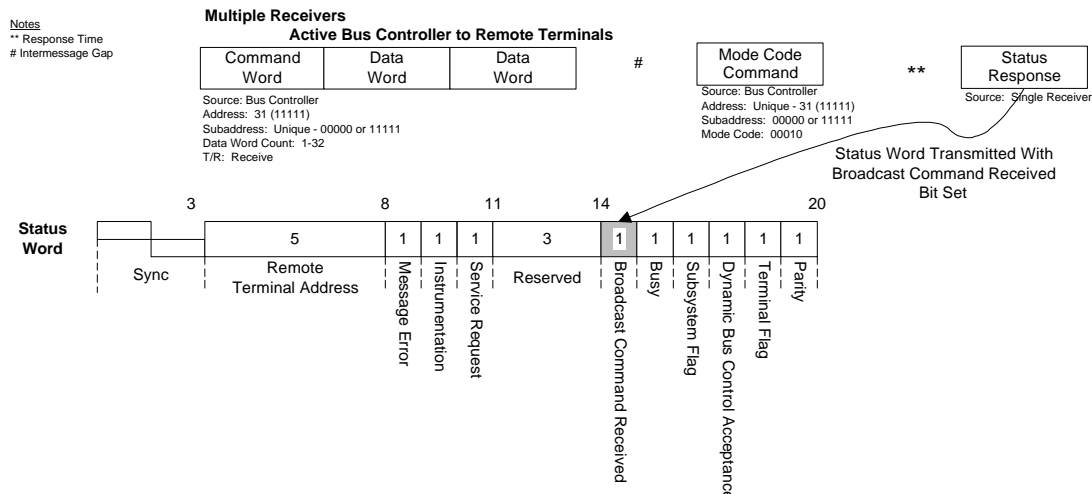 Notes
** Response Time
# Intermessage Gap
Multiple Receivers
Active Bus Controller to Remote Terminals
Command
Word
Data
Word
Data
Word
#
Mode Code
Command
**
Status
Response
Source: Bus Controller
Address: 31 (11111)
Subaddress: Unique - 00000 or 11111
Data Word Count: 1-32
T/R: Receive
Source: Bus Controller
Address: Unique - 31 (11111)
Subaddress: 00000 or 11111
Mode Code: 00010
Source: Single Receiver
Status Word Transmitted With
Broadcast Command Received
Bit Set
3
8
11
14
20
Status
Word
5
1
1
1
3
1
1
1
1
1
1
Sync
Remote
Terminal Address
Message Error
Instrumentation
Service Request
Reserved
Broadcast Command Received
Busy
Subsystem Flag
Dynamic Bus Control Acceptance
Terminal Flag
Parity